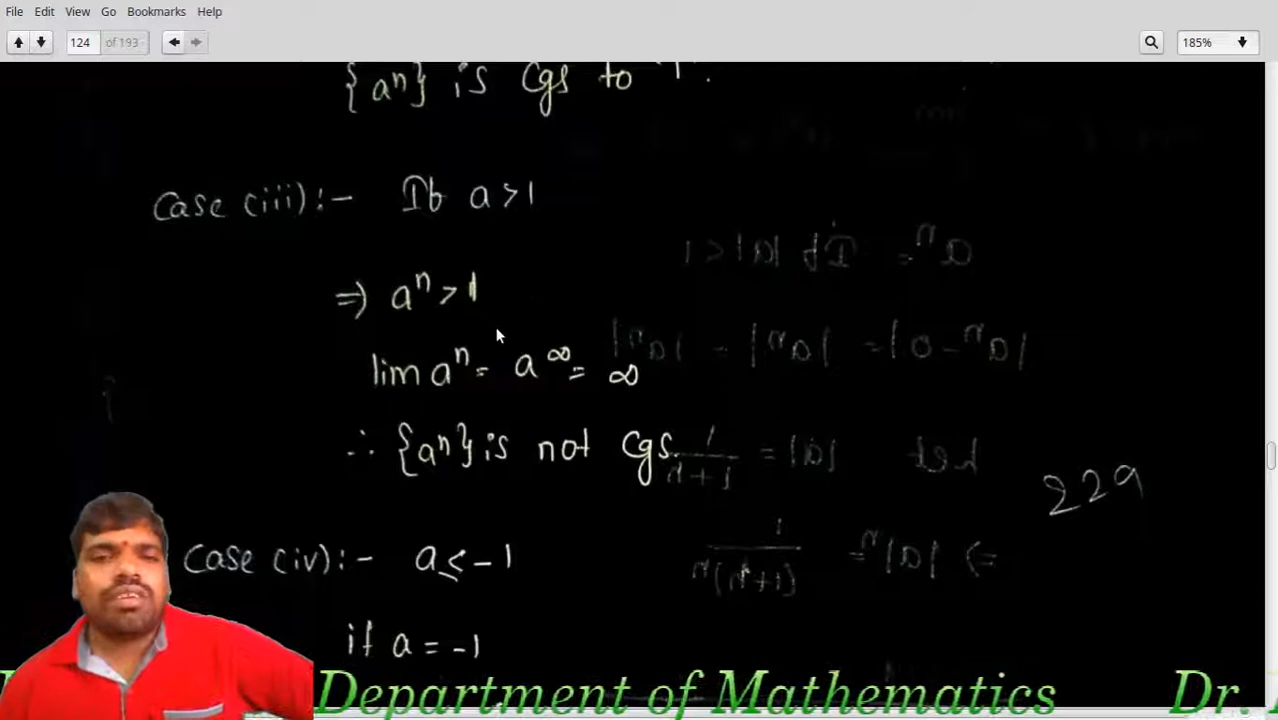 File Edit View Go Bookmarks Help
124 of 193
185%
{aⁿ} is Cgs to '1'.
Case (iii):- If a > 1
⇒ aⁿ > 1
lim aⁿ = a^∞ = ∞
∴ {aⁿ} is not Cgs.
229
Case (iv):- a ≤ -1
if a = -1
Department of Mathematics Dr.